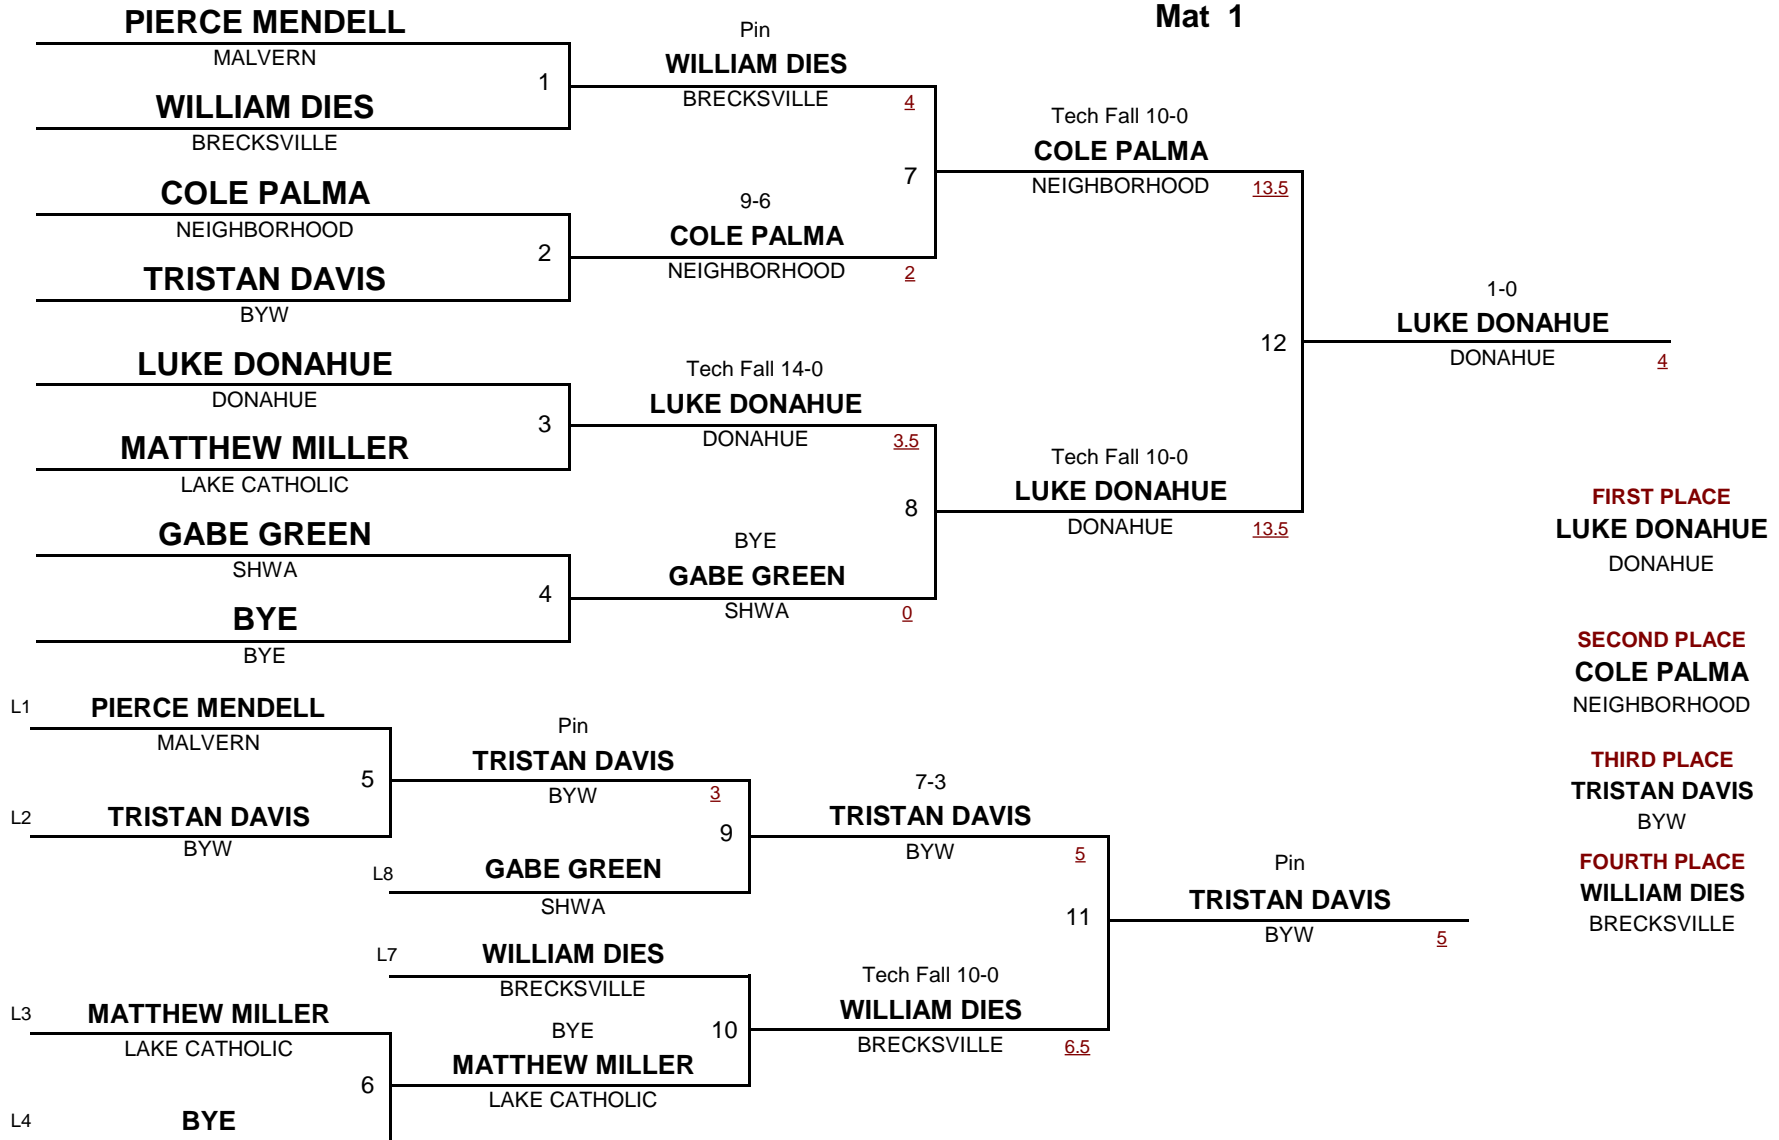 Mat 1
PIERCE MENDELL
MALVERN
1
WILLIAM DIES
BRECKSVILLE
COLE PALMA
NEIGHBORHOOD
2
TRISTAN DAVIS
BYW
LUKE DONAHUE
DONAHUE
3
MATTHEW MILLER
LAKE CATHOLIC
GABE GREEN
SHWA
4
BYE
BYE
Pin
WILLIAM DIES
BRECKSVILLE 4
7
9-6
COLE PALMA
NEIGHBORHOOD 2
Tech Fall 14-0
LUKE DONAHUE
DONAHUE 3.5
8
BYE
GABE GREEN
SHWA 0
Tech Fall 10-0
COLE PALMA
NEIGHBORHOOD 13.5
12
Tech Fall 10-0
LUKE DONAHUE
DONAHUE 13.5
1-0
LUKE DONAHUE
DONAHUE 4
FIRST PLACE
LUKE DONAHUE
DONAHUE
SECOND PLACE
COLE PALMA
NEIGHBORHOOD
THIRD PLACE
TRISTAN DAVIS
BYW
FOURTH PLACE
WILLIAM DIES
BRECKSVILLE
L1 PIERCE MENDELL
MALVERN
5
L2 TRISTAN DAVIS
BYW
L3 MATTHEW MILLER
LAKE CATHOLIC
6
L4 BYE
Pin
TRISTAN DAVIS
BYW 3
9
L8 GABE GREEN
SHWA
L7 WILLIAM DIES
BRECKSVILLE
10
BYE
MATTHEW MILLER
LAKE CATHOLIC
7-3
TRISTAN DAVIS
BYW 5
11
Tech Fall 10-0
WILLIAM DIES
BRECKSVILLE 6.5
Pin
TRISTAN DAVIS
BYW 5